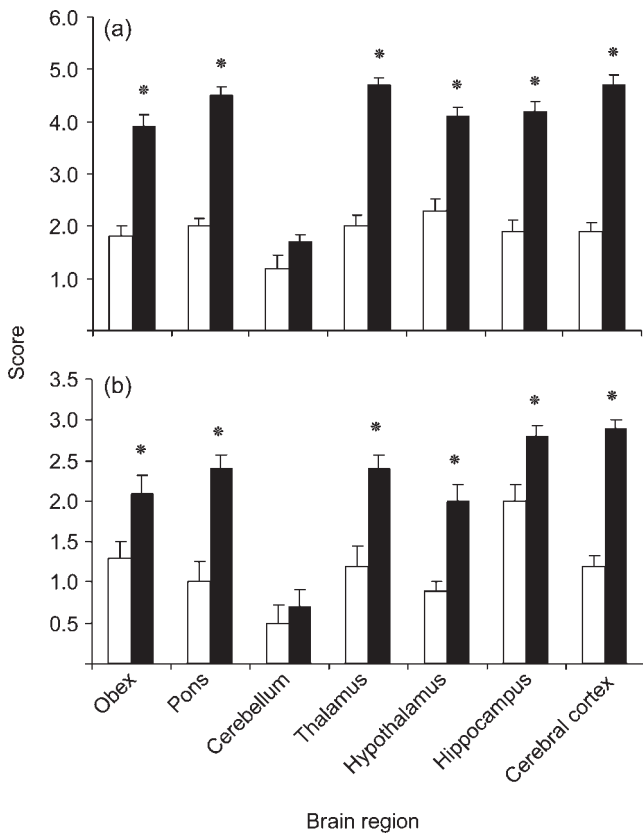 (a)
6.0
5.0
4.0
3.0
2.0
1.0
* * * * * *
Score
(b)
3.5
3.0
2.5
2.0
1.5
1.0
0.5
* * * * * *
Obex
Pons
Cerebellum
Thalamus
Hypothalamus
Hippocampus
Cerebral cortex
Brain region